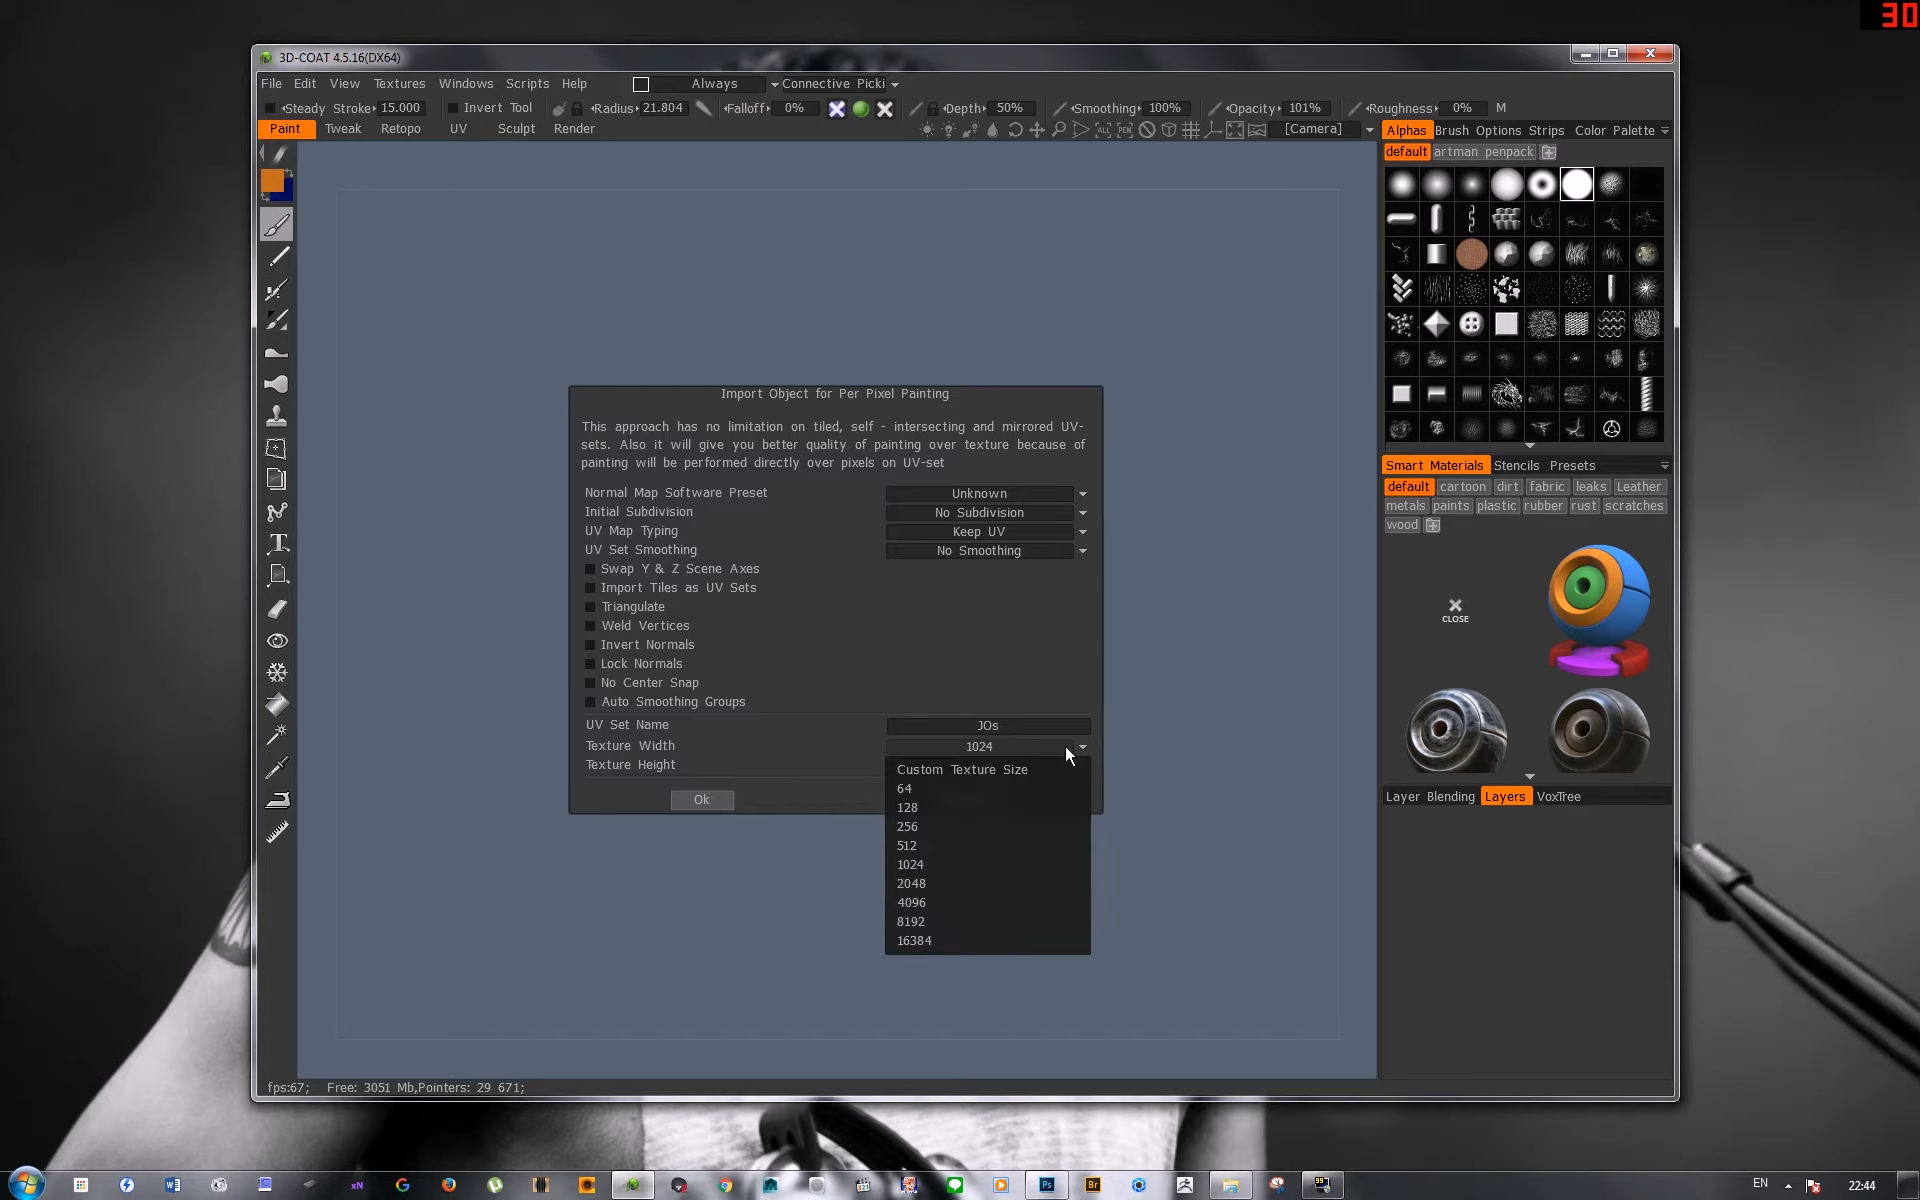 30
3D-COAT 4.5.16(DX64)
File Edit View Textures Windows Scripts Help Always Connective Picki
Steady Stroke 15.000 Invert Tool Radius 21.804 Falloff 0% Depth 50% Smoothing 100% Opacity 101% Roughness 0% M
Paint Tweak Retopo UV Sculpt Render ALL PEN [Camera]
Alphas Brush Options Strips Color Palette
default artman penpack
Import Object for Per Pixel Painting
This approach has no limitation on tiled, self - intersecting and mirrored UV-
sets. Also it will give you better quality of painting over texture because of
painting will be performed directly over pixels on UV-set
Normal Map Software Preset Unknown
Initial Subdivision No Subdivision
UV Map Typing Keep UV
UV Set Smoothing No Smoothing
Swap Y & Z Scene Axes
Import Tiles as UV Sets
Triangulate
Weld Vertices
Invert Normals
Lock Normals
No Center Snap
Auto Smoothing Groups
UV Set Name JOs
Texture Width 1024
Texture Height
Ok
Custom Texture Size
64
128
256
512
1024
2048
4096
8192
16384
Smart Materials Stencils Presets
default cartoon dirt fabric leaks Leather
metals paints plastic rubber rust scratches
wood
CLOSE
Layer Blending Layers VoxTree
fps:67; Free: 3051 Mb,Pointers: 29 671;
xN G Ps Br EN 22:44